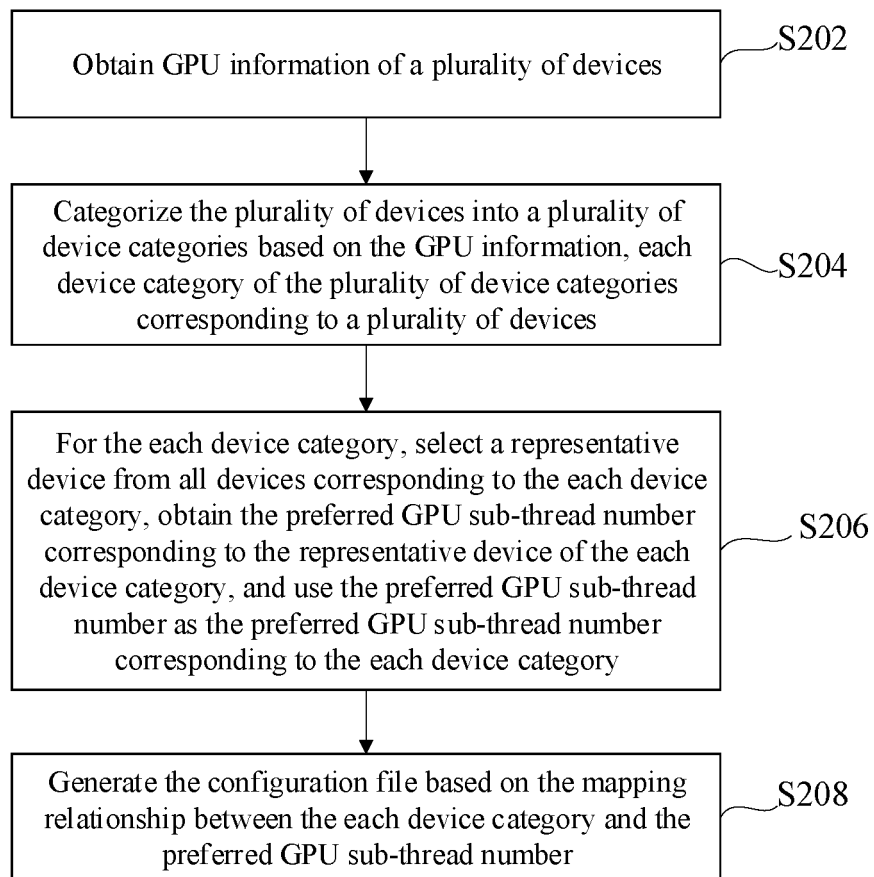 Obtain GPU information of a plurality of devices
S202
Categorize the plurality of devices into a plurality of
device categories based on the GPU information, each
device category of the plurality of device categories
corresponding to a plurality of devices
S204
For the each device category, select a representative
device from all devices corresponding to the each device
category, obtain the preferred GPU sub-thread number
corresponding to the representative device of the each
device category, and use the preferred GPU sub-thread
number as the preferred GPU sub-thread number
corresponding to the each device category
S206
Generate the configuration file based on the mapping
relationship between the each device category and the
preferred GPU sub-thread number
S208